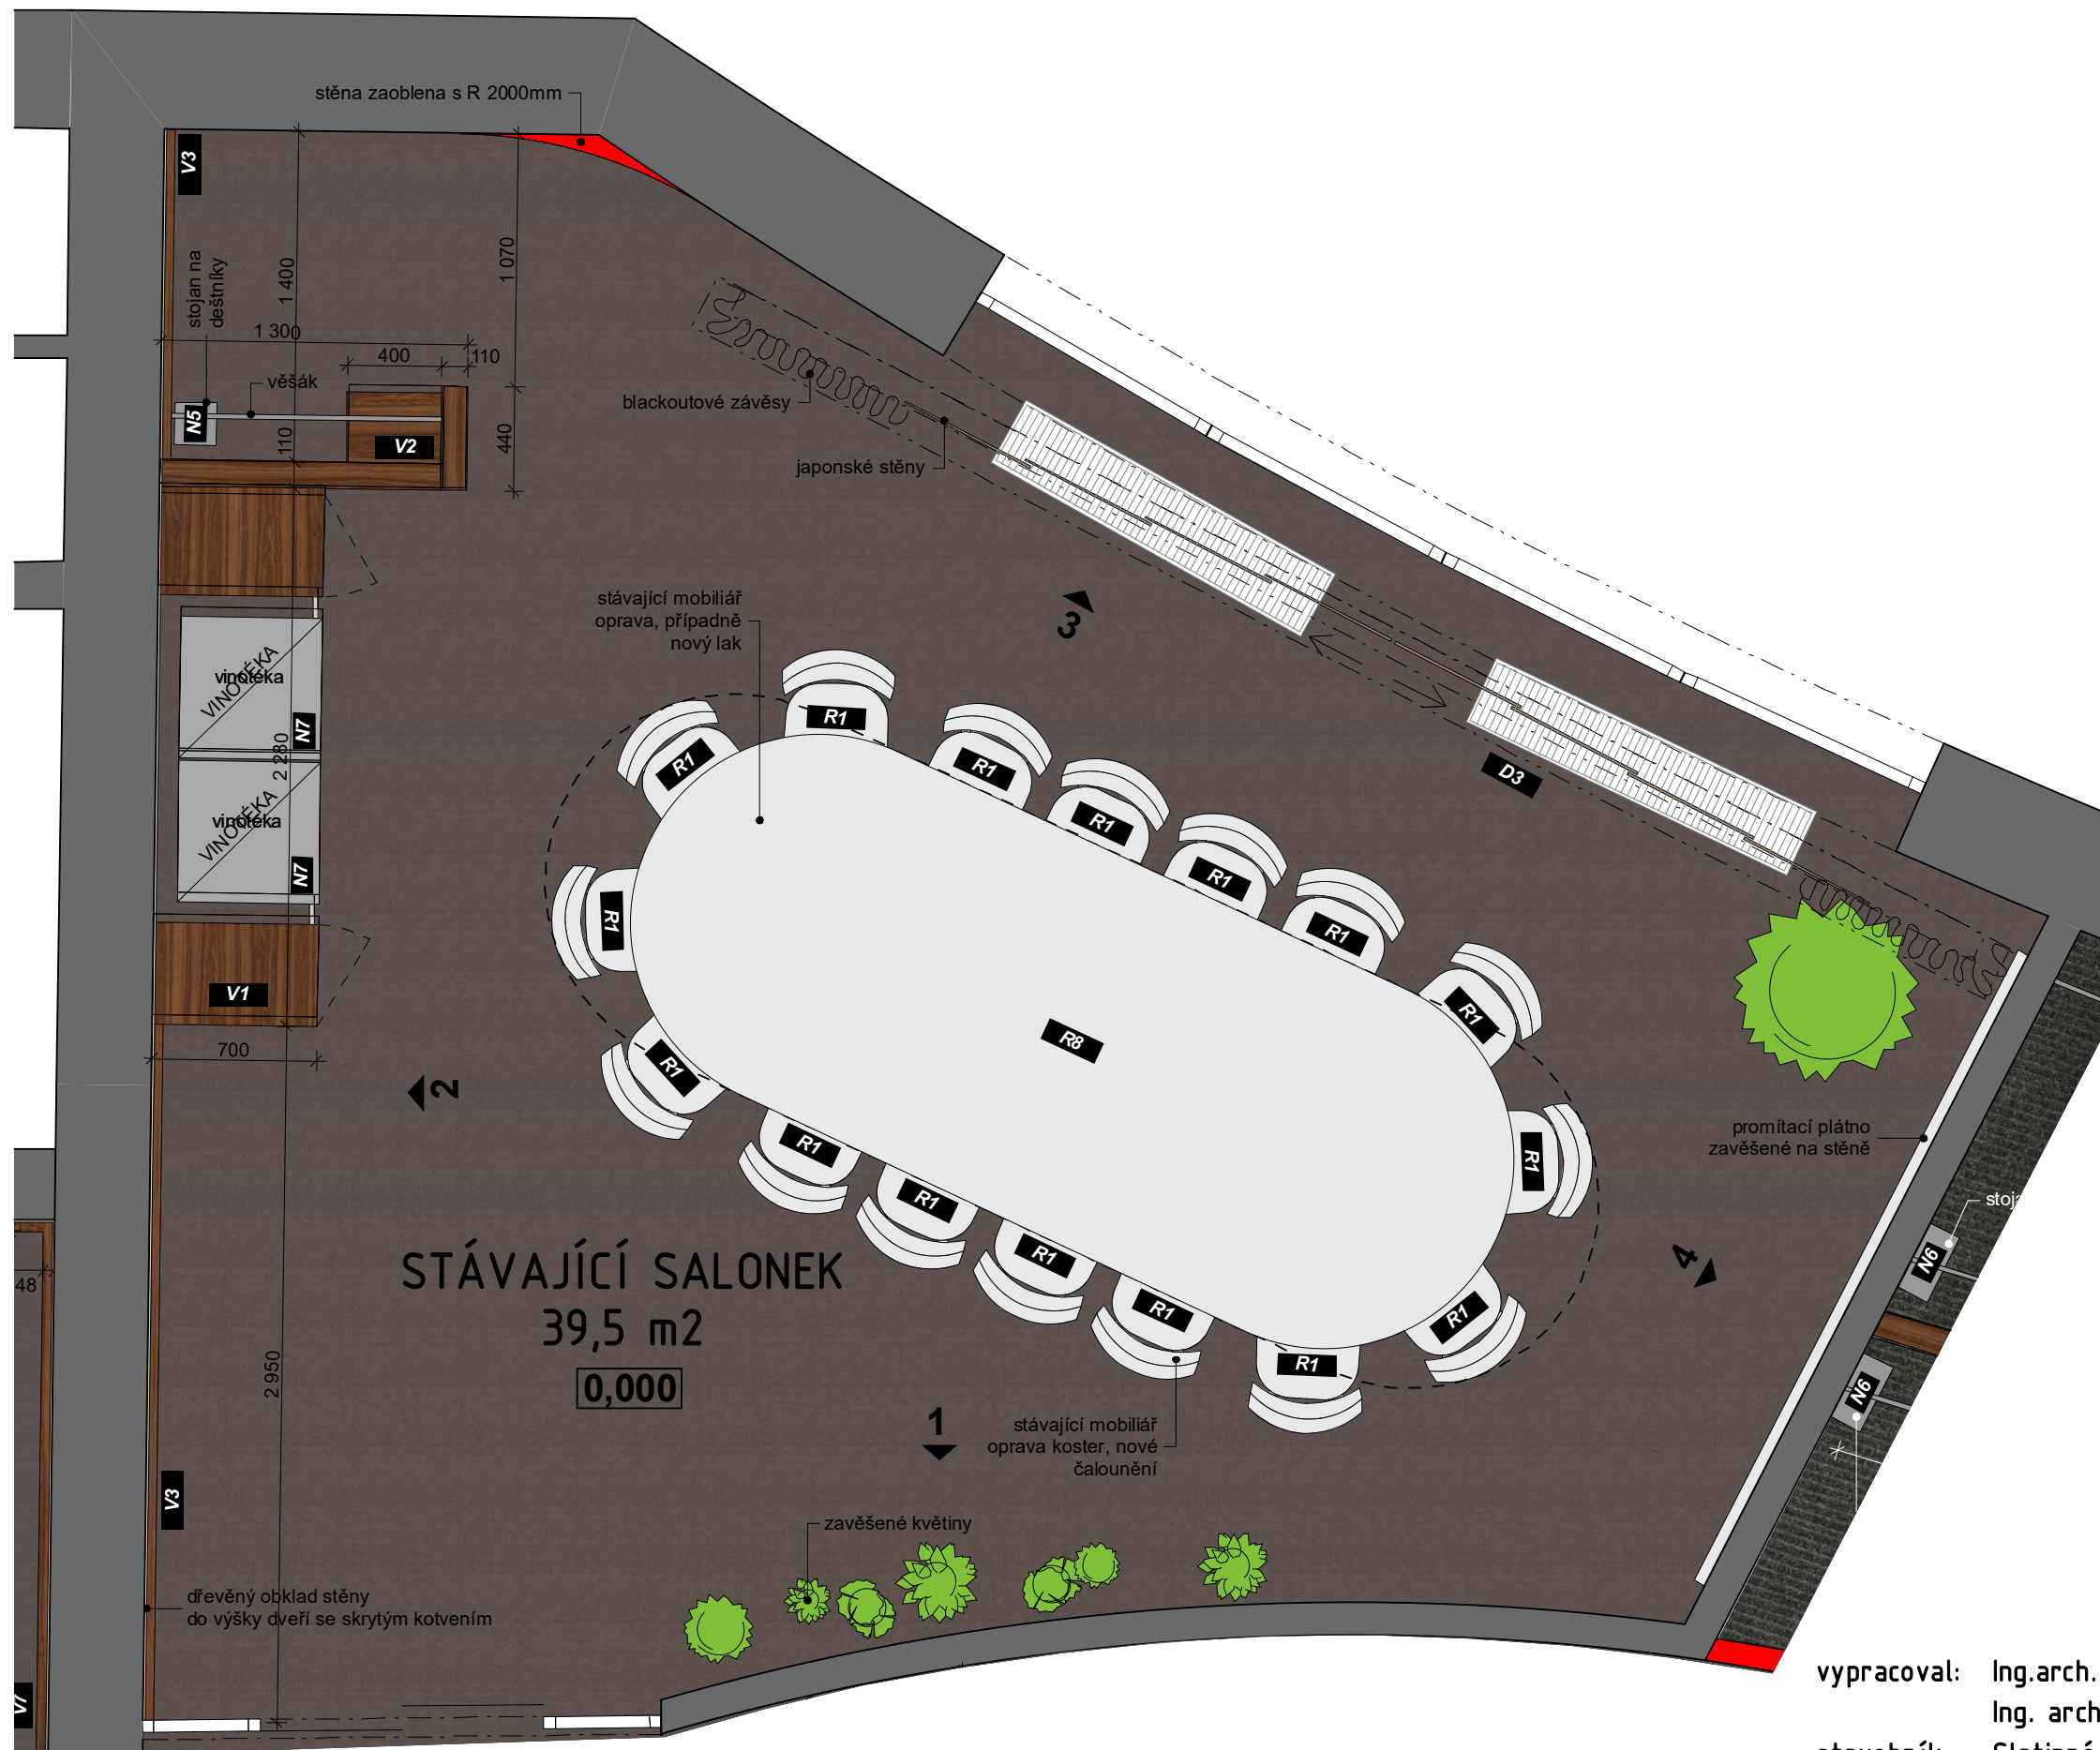 stěna zaoblena s R 2000mm
V3
stojan na
deštníky
1 400
1 070
1 300
400
110
věšák
N5
V2
110
440
blackoutové závěsy
japonské stěny
stávající mobiliář
oprava, případně
nový lak
3
vinotéka
VINOTÉKA
N7
2 280
vinotéka
VINOTÉKA
N7
V1
700
2
D3
R1
R1
R1
R1
R1
R1
R1
R1
R8
R1
R1
R1
R1
R1
R1
R1
R1
promítací plátno
zavěšené na stěně
N6
4
N6
STÁVAJÍCÍ SALONEK
39,5 m2
0,000
48
2 950
1
stávající mobiliář
oprava koster, nové
čalounění
V3
zavěšené květiny
dřevěný obklad stěny
do výšky dveří se skrytým kotvením
V7
vypracoval: Ing.arch.
Ing. arch